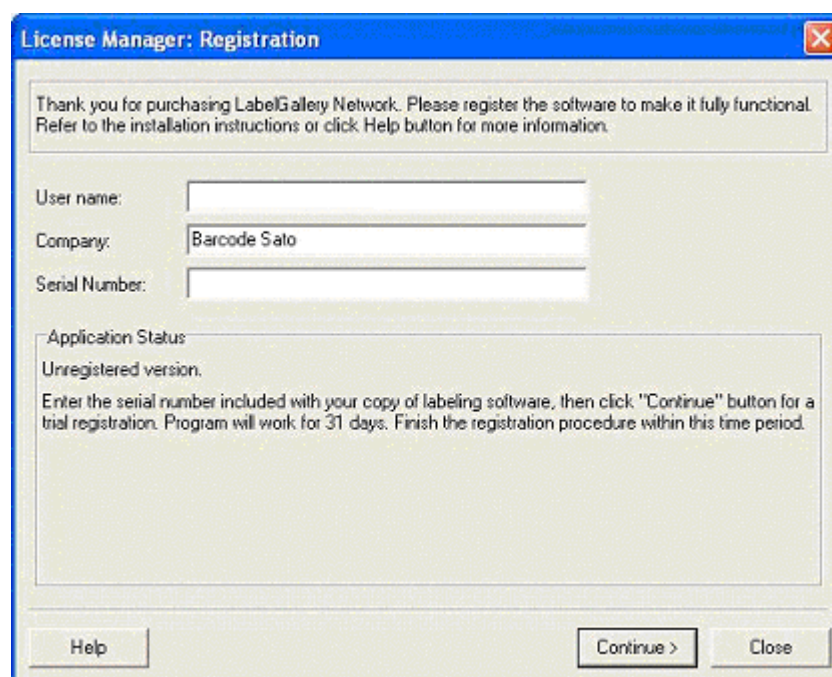 License Manager: Registration
Thank you for purchasing LabelGallery Network. Please register the software to make it fully functional.
Refer to the installation instructions or click Help button for more information.
User name:
Company: Barcode Sato
Serial Number:
Application Status
Unregistered version.
Enter the serial number included with your copy of labeling software, then click "Continue" button for a
trial registration. Program will work for 31 days. Finish the registration procedure within this time period.
Help Continue > Close